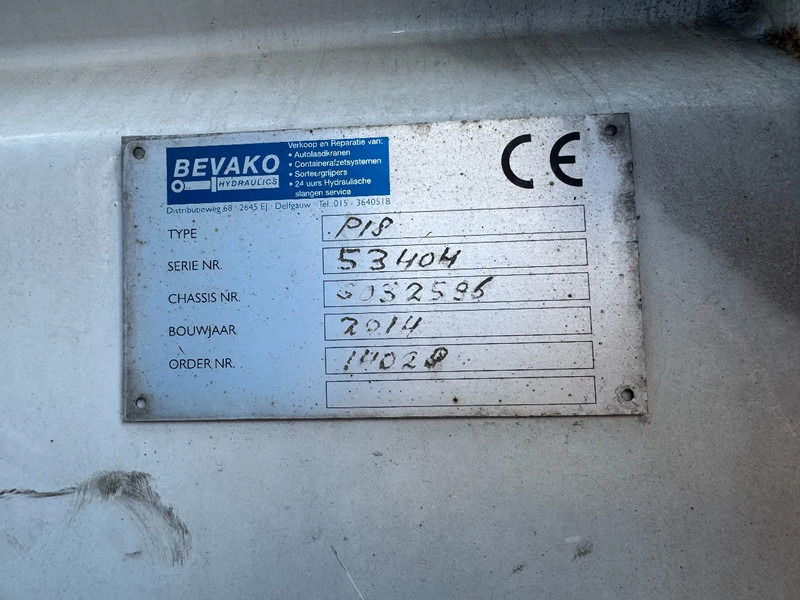 BEVAKO
HYDRAULICS
Verkoop en Reparatie van:
• Autolaadkranen
• Containerafzetsystemen
• Sorteergrijpers
• 24 uurs Hydraulische
slangen service
Distributieweg 68 · 2645 EJ · Delfgauw · Tel. 015 - 3640518
CE
TYPE P18
SERIE NR. 53404
CHASSIS NR.
BOUWJAAR 2014
ORDER NR. 14028